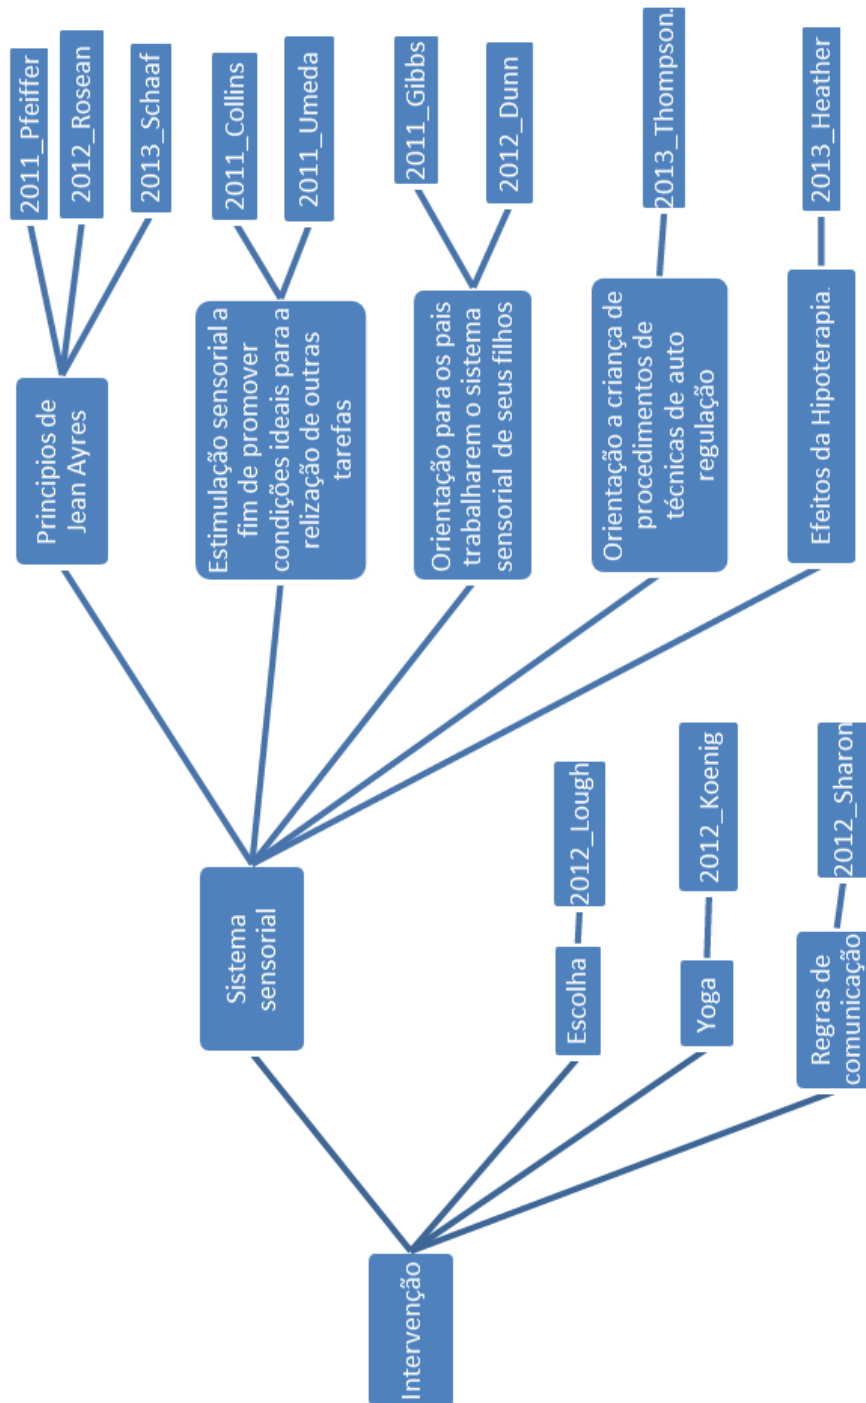 Intervenção
Sistema
sensorial
Principios de
Jean Ayres
2011_Pfeiffer
2012_Rosean
2013_Schaaf
Estimulação sensorial a
fim de promover
condições ideais para a
relização de outras
tarefas
2011_Collins
2011_Umeda
Orientação para os pais
trabalharem o sistema
sensorial de seus filhos
2011_Gibbs
2012_Dunn
Orientação a criança de
procedimentos de
técnicas de auto
regulação
2013_Thompson.
Efeitos da Hipoterapia.
2013_Heather
Escolha
2012_Lough
Yoga
2012_Koenig
Regras de
comunicação
2012_Sharon